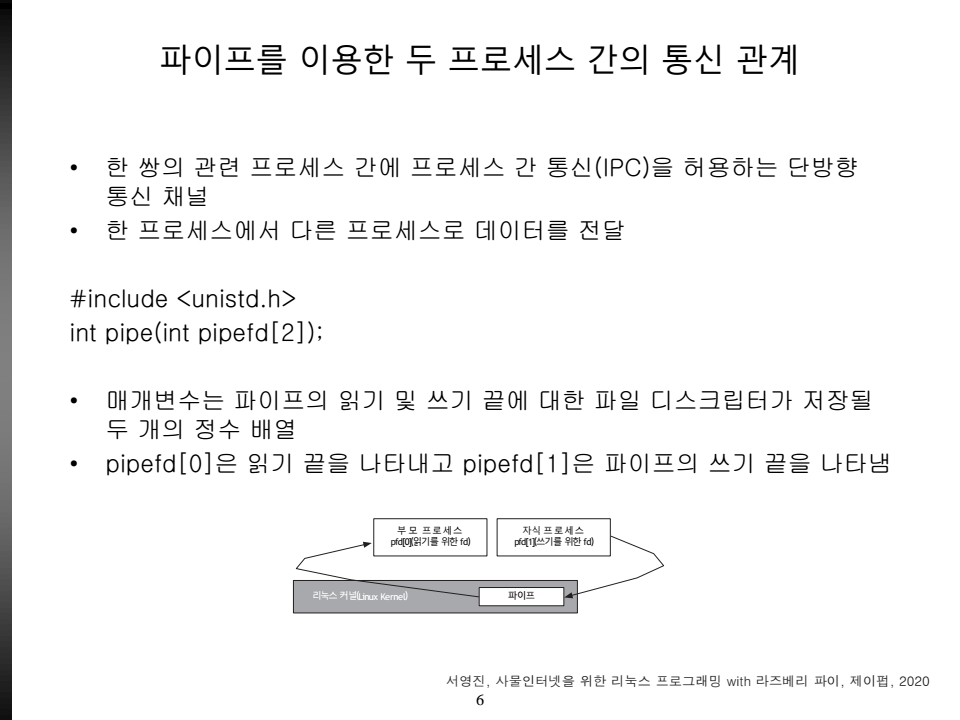 파이프를 이용한 두 프로세스 간의 통신 관계
• 한 쌍의 관련 프로세스 간에 프로세스 간 통신(IPC)을 허용하는 단방향
통신 채널
• 한 프로세스에서 다른 프로세스로 데이터를 전달
#include <unistd.h>
int pipe(int pipefd[2]);
• 매개변수는 파이프의 읽기 및 쓰기 끝에 대한 파일 디스크립터가 저장될
두 개의 정수 배열
• pipefd[0]은 읽기 끝을 나타내고 pipefd[1]은 파이프의 쓰기 끝을 나타냄
부모 프로세스
pfd[0](읽기를 위한 fd)
자식 프로세스
pfd[1](쓰기를 위한 fd)
리눅스 커널(Linux Kernel)
파이프
서영진, 사물인터넷을 위한 리눅스 프로그래밍 with 라즈베리 파이, 제이펍, 2020
6